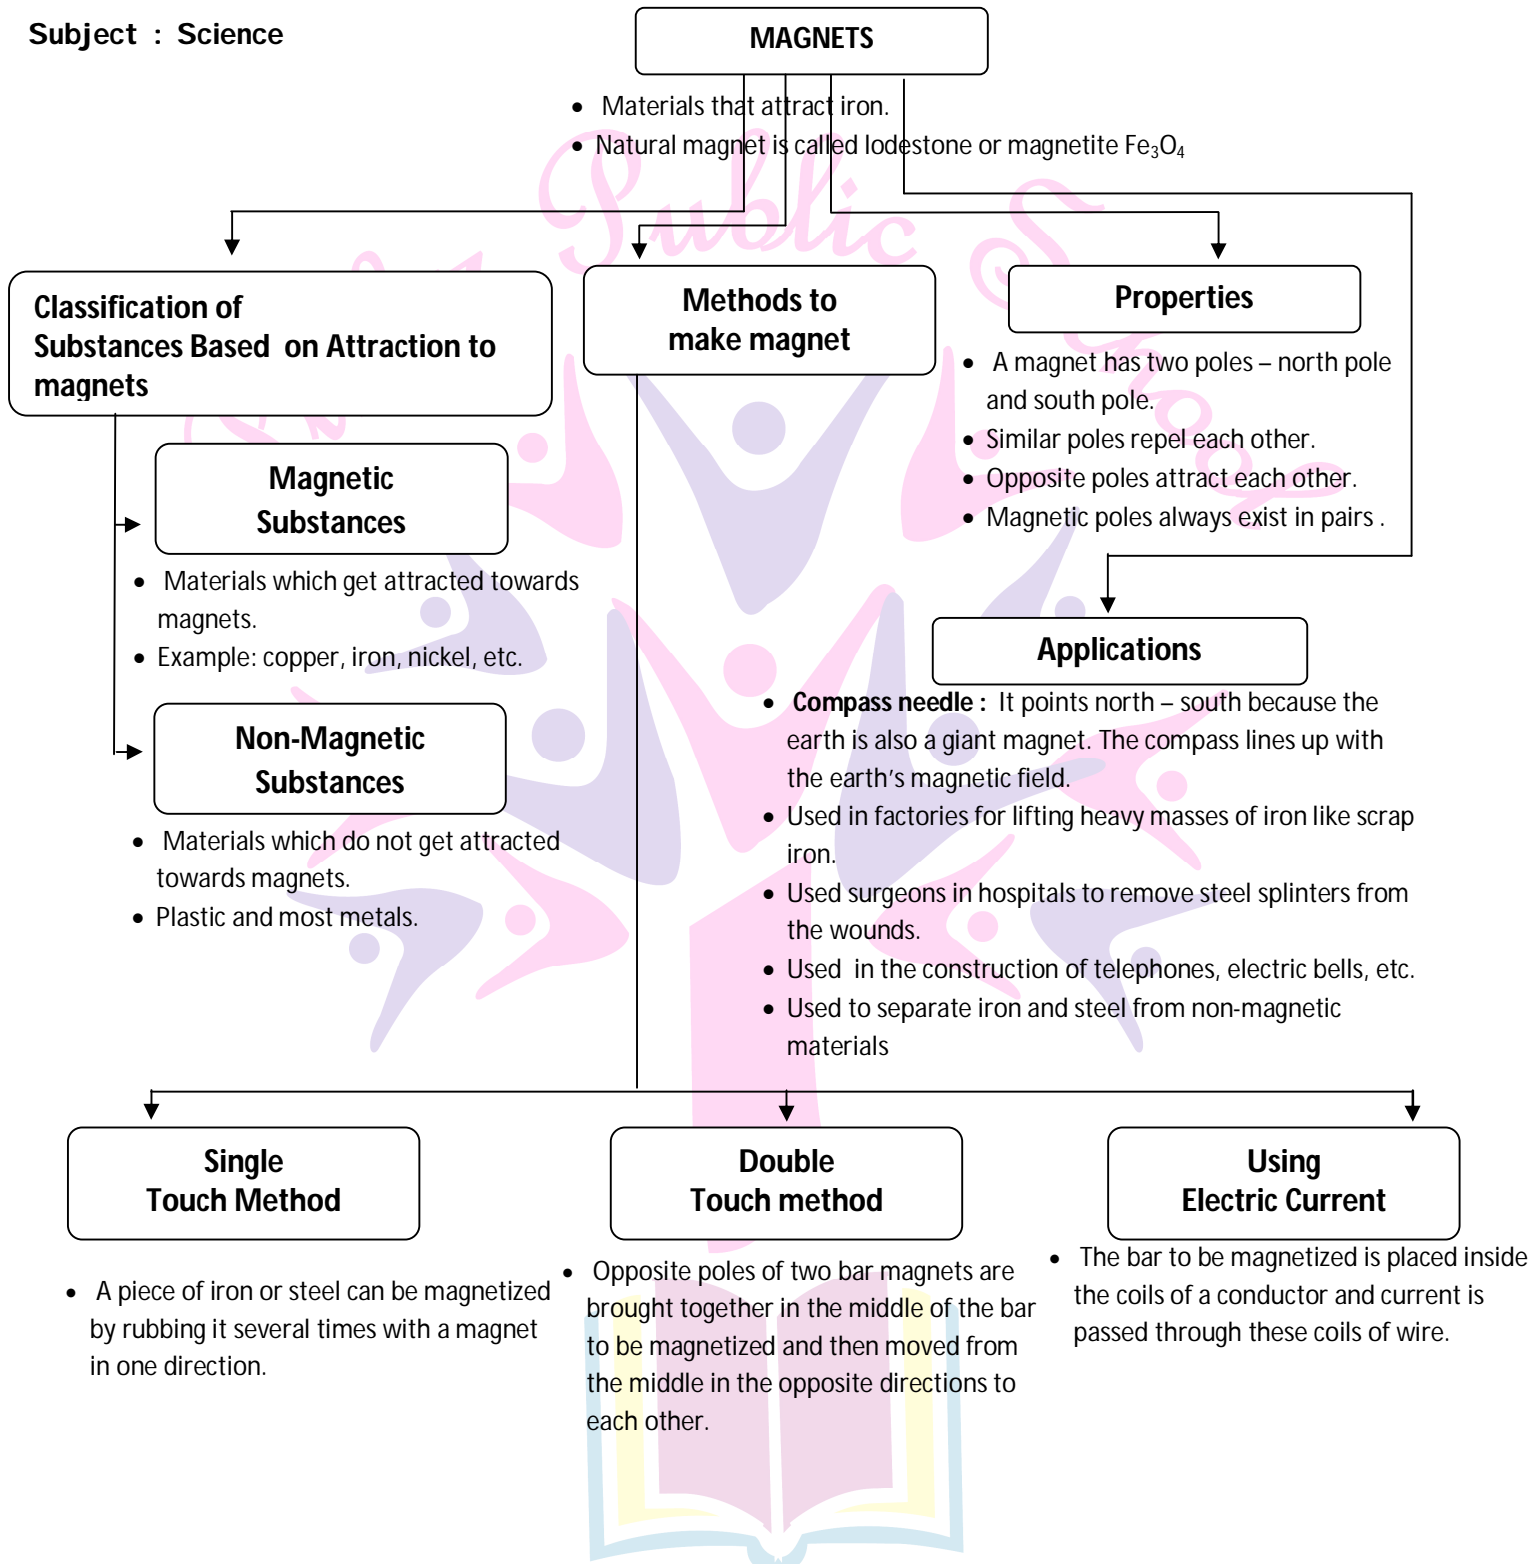 Subject : Science
MAGNETS
• Materials that attract iron.
• Natural magnet is called lodestone or magnetite Fe₃O₄
Classification of
Substances Based on Attraction to
magnets
Magnetic
Substances
• Materials which get attracted towards
magnets.
• Example: copper, iron, nickel, etc.
Non-Magnetic
Substances
• Materials which do not get attracted
towards magnets.
• Plastic and most metals.
Methods to
make magnet
Properties
• A magnet has two poles – north pole
and south pole.
• Similar poles repel each other.
• Opposite poles attract each other.
• Magnetic poles always exist in pairs .
Applications
• Compass needle : It points north – south because the
earth is also a giant magnet. The compass lines up with
the earth's magnetic field.
• Used in factories for lifting heavy masses of iron like scrap
iron.
• Used surgeons in hospitals to remove steel splinters from
the wounds.
• Used in the construction of telephones, electric bells, etc.
• Used to separate iron and steel from non-magnetic
materials
Single
Touch Method
• A piece of iron or steel can be magnetized
by rubbing it several times with a magnet
in one direction.
Double
Touch method
• Opposite poles of two bar magnets are
brought together in the middle of the bar
to be magnetized and then moved from
the middle in the opposite directions to
each other.
Using
Electric Current
• The bar to be magnetized is placed inside
the coils of a conductor and current is
passed through these coils of wire.
Public School